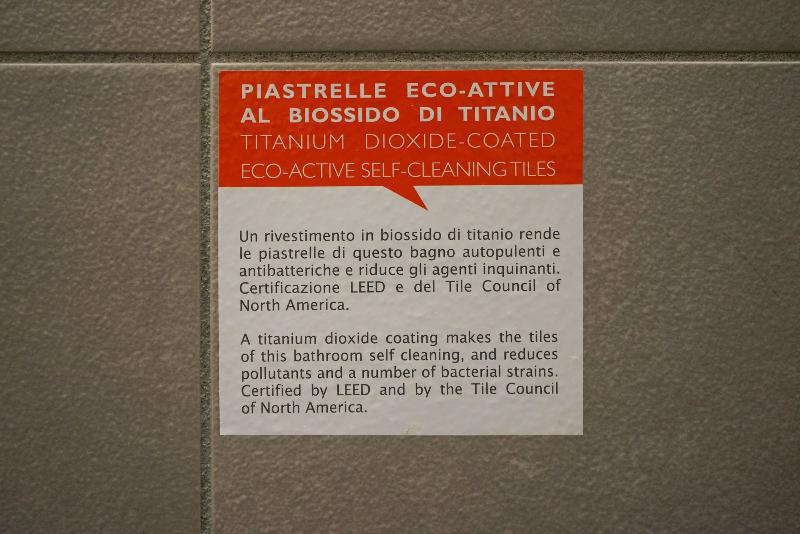 PIASTRELLE ECO-ATTIVE
AL BIOSSIDO DI TITANIO
TITANIUM DIOXIDE-COATED
ECO-ACTIVE SELF-CLEANING TILES
Un rivestimento in biossido di titanio rende
le piastrelle di questo bagno autopulenti e
antibatteriche e riduce gli agenti inquinanti.
Certificazione LEED e del Tile Council of
North America.
A titanium dioxide coating makes the tiles
of this bathroom self cleaning, and reduces
pollutants and a number of bacterial strains.
Certified by LEED and by the Tile Council
of North America.